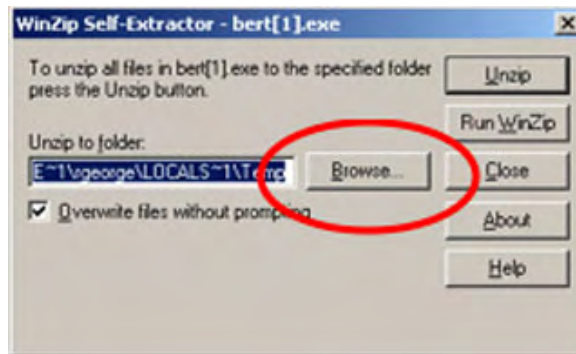 WinZip Self-Extractor - bert[1].exe
To unzip all files in bert[1].exe to the specified folder
press the Unzip button.
Unzip to folder:
E~1\rgeorge\LOCALS~1\Temp
Browse...
Overwrite files without prompting
Unzip
Run WinZip
Close
About
Help